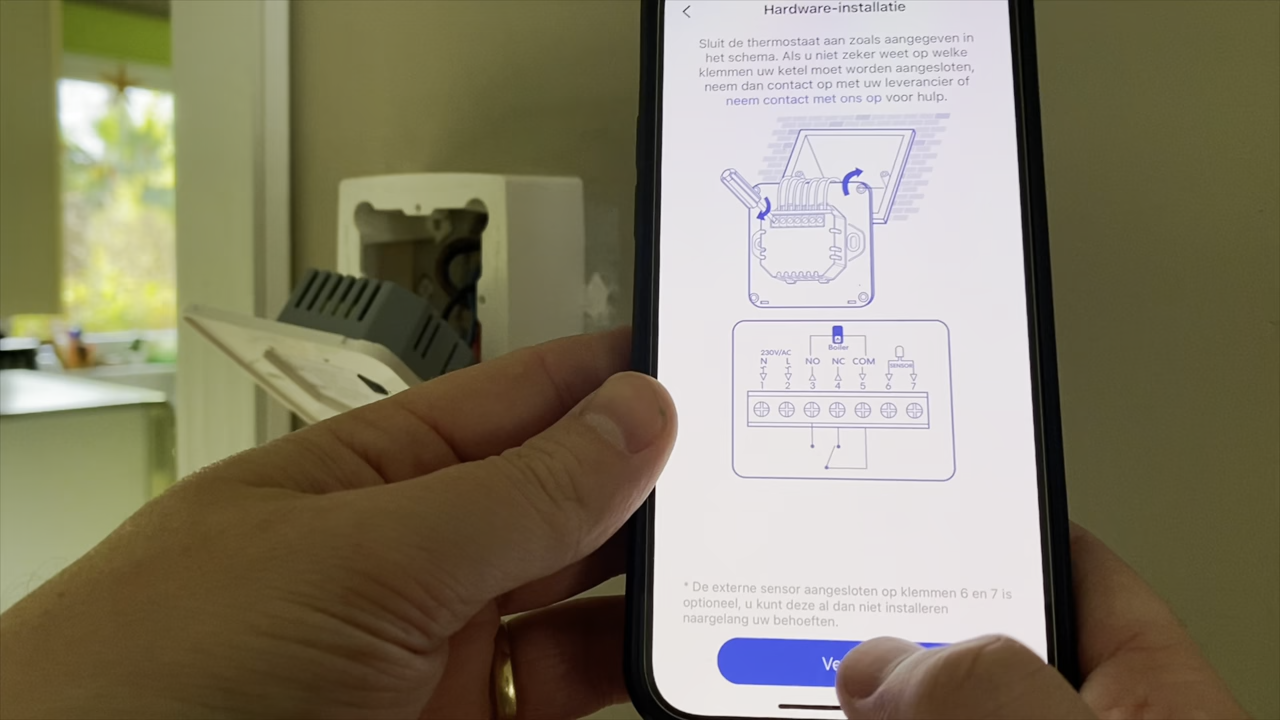 Hardware-installatie
Sluit de thermostaat aan zoals aangegeven in
het schema. Als u niet zeker weet op welke
klemmen uw ketel moet worden aangesloten,
neem dan contact op met uw leverancier of
neem contact met ons op voor hulp.
Boiler
230V/AC
N L NO NC COM SENSOR
1 2 3 4 5 6 7
* De externe sensor aangesloten op klemmen 6 en 7 is
optioneel, u kunt deze al dan niet installeren
naargelang uw behoeften.